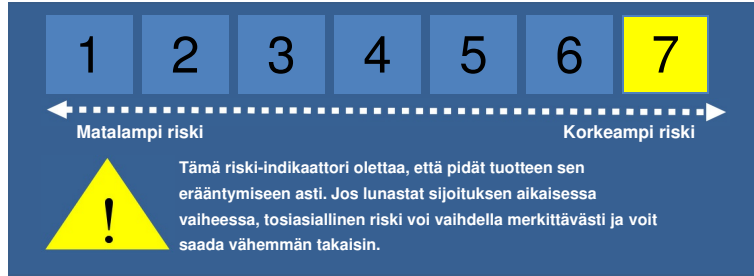 1 2 3 4 5 6 7
Matalampi riski Korkeampi riski
Tämä riski-indikaattori olettaa, että pidät tuotteen sen
erääntymiseen asti. Jos lunastat sijoituksen aikaisessa
vaiheessa, tosiasiallinen riski voi vaihdella merkittävästi ja voit
saada vähemmän takaisin.
!